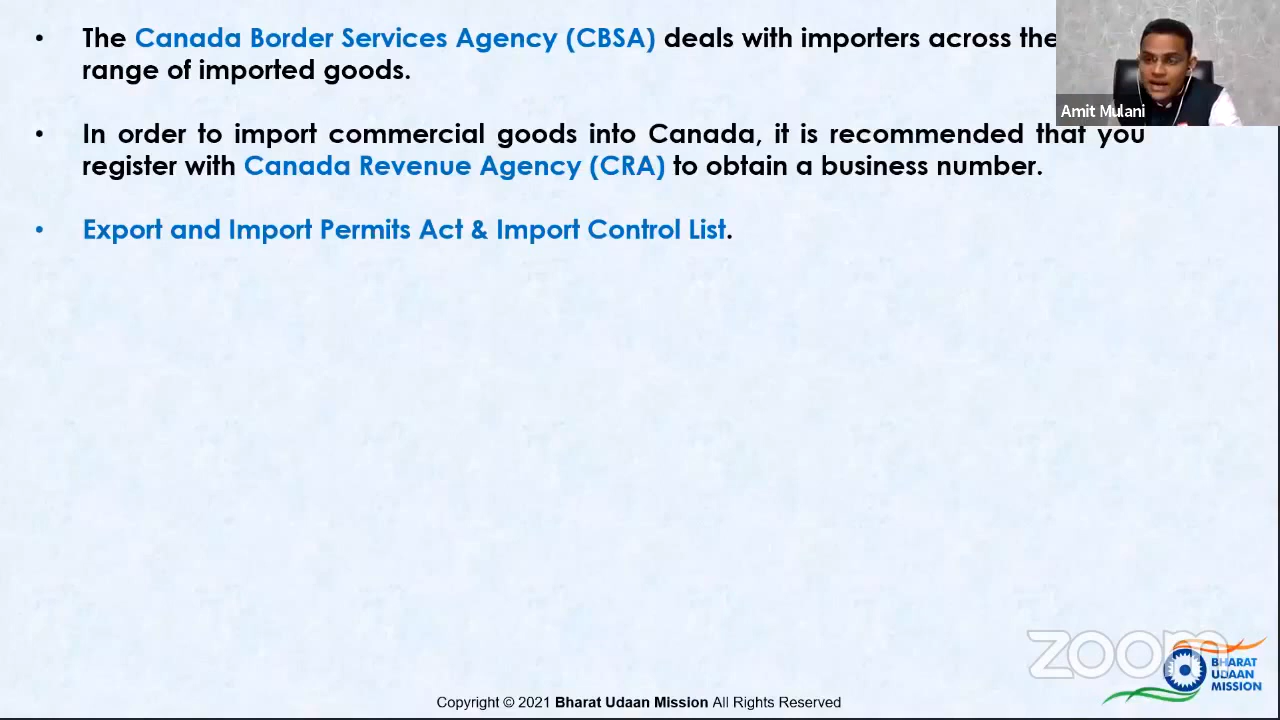 • The Canada Border Services Agency (CBSA) deals with importers across the
range of imported goods.
Amit Mulani
• In order to import commercial goods into Canada, it is recommended that you
register with Canada Revenue Agency (CRA) to obtain a business number.
• Export and Import Permits Act & Import Control List.
zoom
BHARAT
UDAAN
MISSION
Copyright © 2021 Bharat Udaan Mission All Rights Reserved